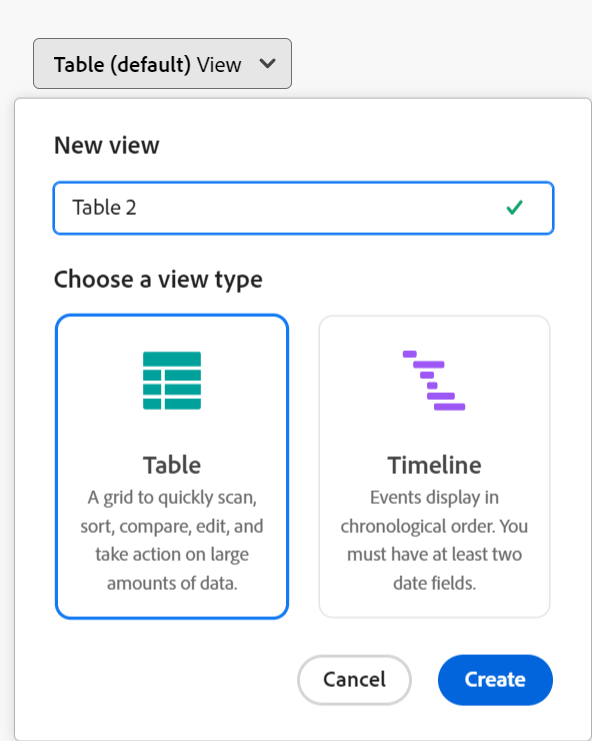 Table (default) View
New view
Table 2
Choose a view type
Table
A grid to quickly scan,
sort, compare, edit, and
take action on large
amounts of data.
Timeline
Events display in
chronological order. You
must have at least two
date fields.
Cancel
Create